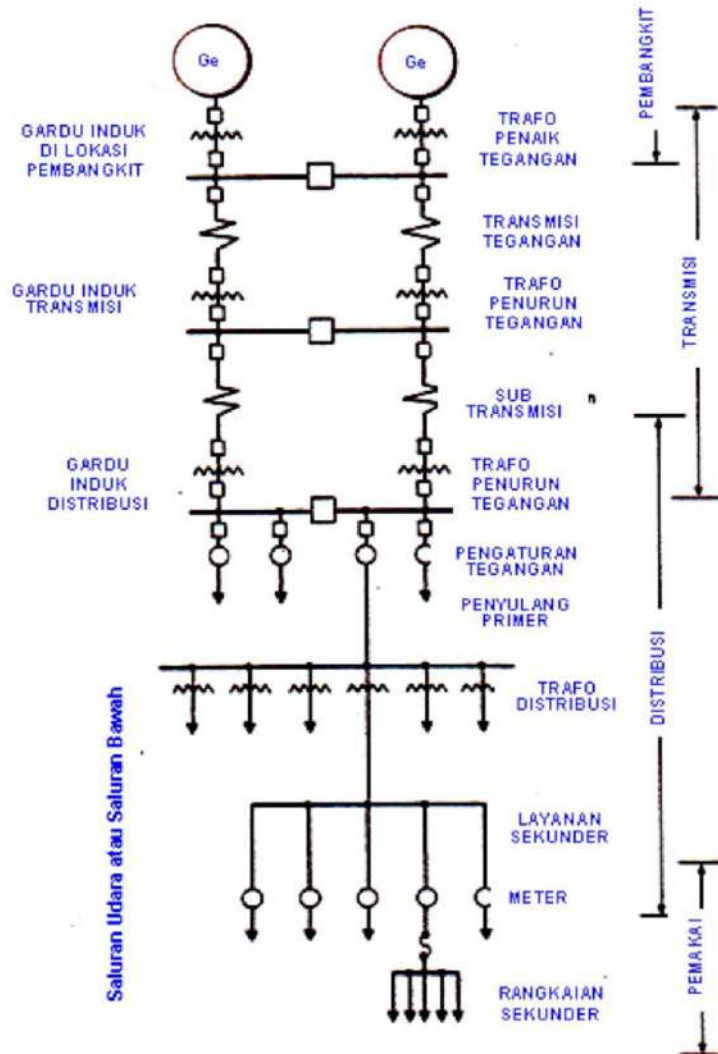 Ge
Ge
GARDU INDUK
DI LOKASI
PEMBANGKIT
TRAFO
PENAIK
TEGANGAN
PEMBANGKIT
TRANSMISI
TEGANGAN
GARDU INDUK
TRANSMISI
TRAFO
PENURUN
TEGANGAN
TRANSMISI
SUB
TRANSMISI
n
GARDU
INDUK
DISTRIBUSI
TRAFO
PENURUN
TEGANGAN
PENGATURAN
TEGANGAN
PENYULANG
PRIMER
TRAFO
DISTRIBUSI
DISTRIBUSI
Saluran Udara atau Saluran Bawah
LAYANAN
SEKUNDER
METER
PEMAKAI
RANGKAIAN
SEKUNDER